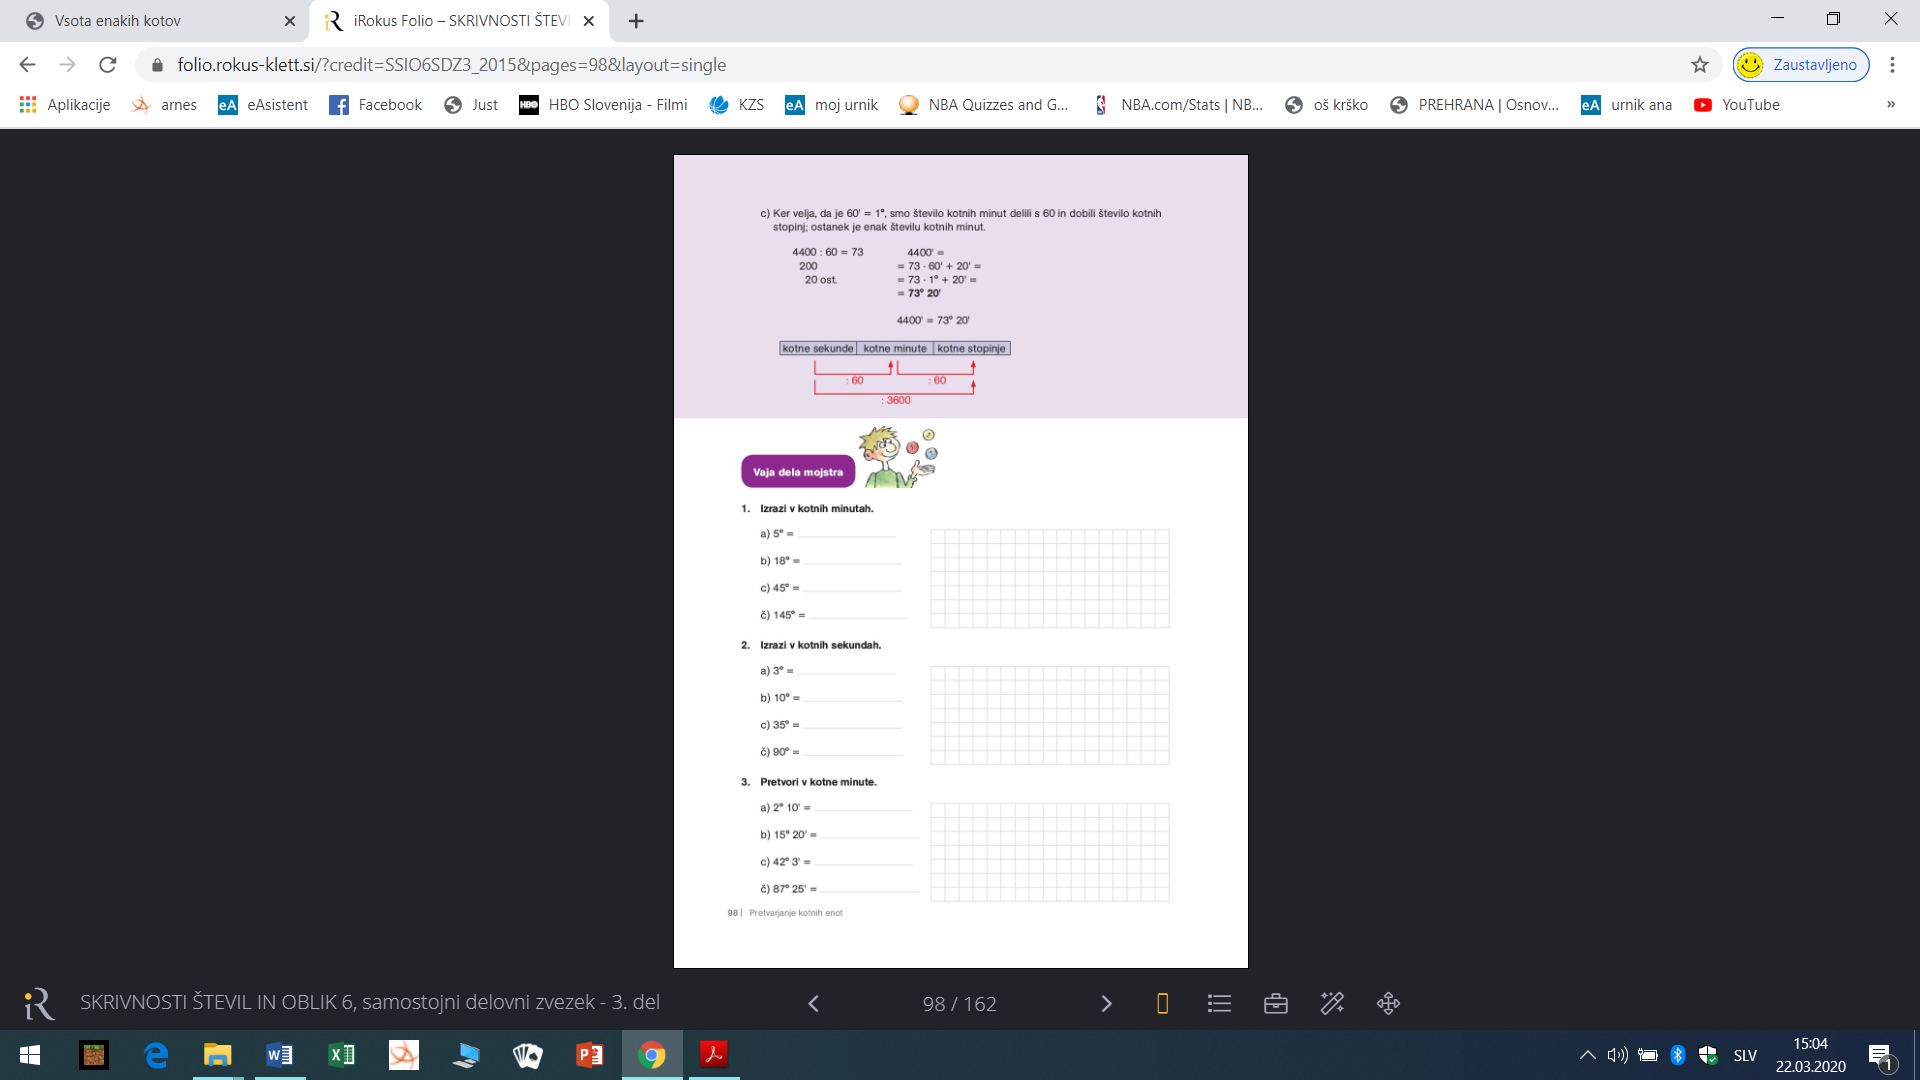 Vsota enakih kotov
iRokus Folio – SKRIVNOSTI ŠTEVI
folio.rokus-klett.si/?credit=SSIO6SDZ3_2015&pages=98&layout=single
Zaustavljeno
Aplikacije arnes eAsistent Facebook Just HBO Slovenija - Filmi KZS moj urnik NBA Quizzes and G... NBA.com/Stats | NB... oš krško PREHRANA | Osnov... urnik ana YouTube »
c) Ker velja, da je 60' = 1°, smo število kotnih minut delili s 60 in dobili število kotnih
stopinj; ostanek je enak številu kotnih minut.
4400 : 60 = 73 4400' =
200 = 73 · 60' + 20' =
20 ost. = 73 · 1° + 20' =
= 73° 20'
4400' = 73° 20'
kotne sekunde kotne minute kotne stopinje
: 60 : 60
: 3600
Vaja dela mojstra
1. Izrazi v kotnih minutah.
a) 5° =
b) 18° =
c) 45° =
č) 145° =
2. Izrazi v kotnih sekundah.
a) 3° =
b) 10° =
c) 35° =
č) 90° =
3. Pretvori v kotne minute.
a) 2° 10' =
b) 15° 20' =
c) 42° 3' =
č) 87° 25' =
98 | Pretvarjanje kotnih enot
SKRIVNOSTI ŠTEVIL IN OBLIK 6, samostojni delovni zvezek - 3. del
98 / 162
SLV
15:04
22.03.2020
1